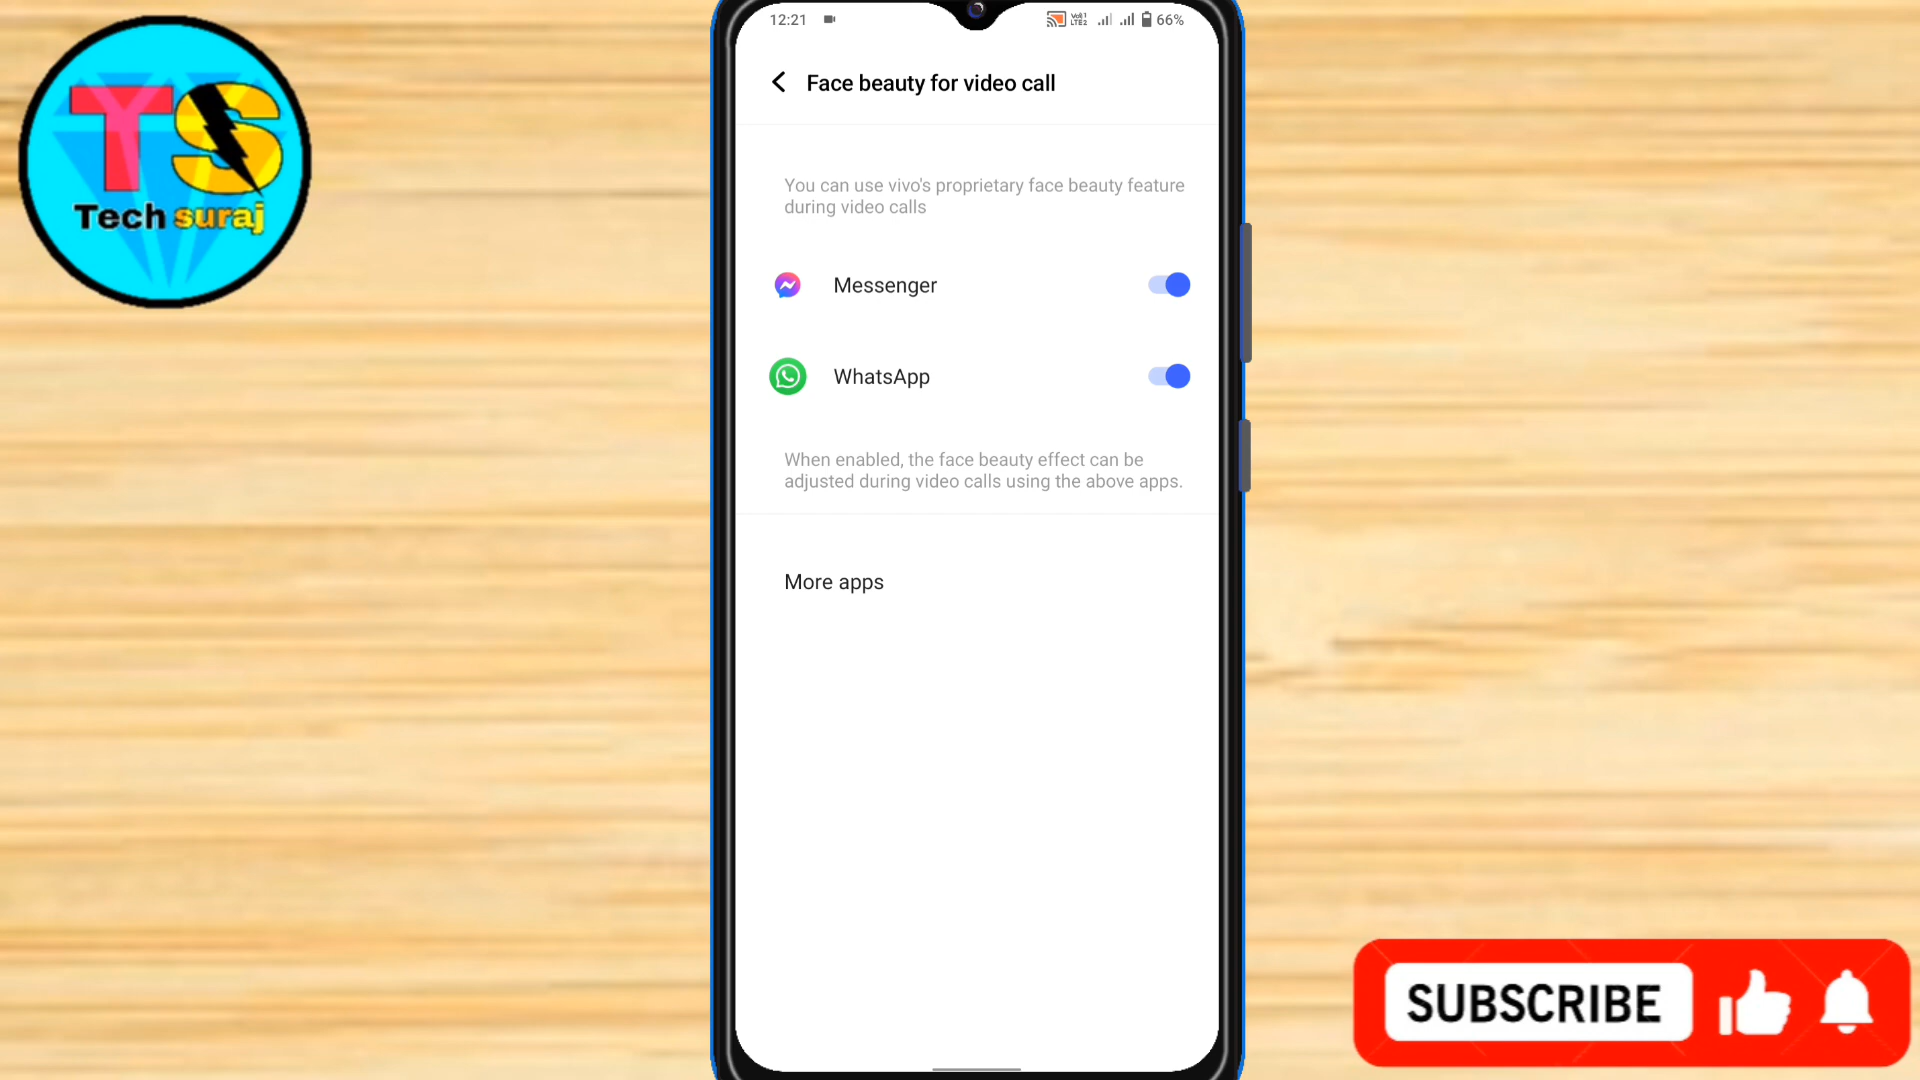 TS
Tech suraj
12:21
66%
Face beauty for video call
You can use vivo's proprietary face beauty feature
during video calls
Messenger
WhatsApp
When enabled, the face beauty effect can be
adjusted during video calls using the above apps.
More apps
SUBSCRIBE